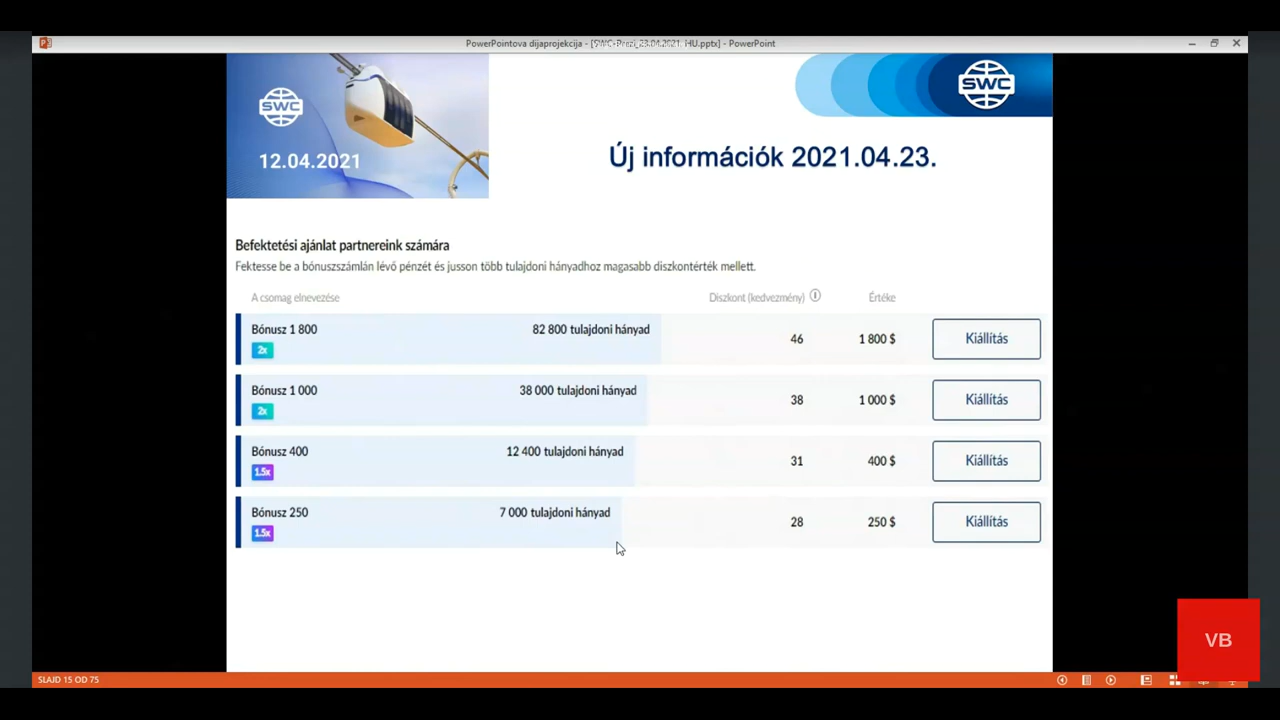 PowerPointova dijaprojekcija - [SWC-Prezi_23.04.2021. HU.pptx] - PowerPoint
SWC
12.04.2021
SWC
Új információk 2021.04.23.
Befektetési ajánlat partnereink számára
Fektesse be a bónuszszámlán lévő pénzét és jusson több tulajdoni hányadhoz magasabb diszkontérték mellett.
A csomag elnevezése Diszkont (kedvezmény) Értéke
Bónusz 1 800 82 800 tulajdoni hányad 46 1 800 $ Kiállítás
2x
Bónusz 1 000 38 000 tulajdoni hányad 38 1 000 $ Kiállítás
2x
Bónusz 400 12 400 tulajdoni hányad 31 400 $ Kiállítás
1.5x
Bónusz 250 7 000 tulajdoni hányad 28 250 $ Kiállítás
1.5x
VB
SLAJD 15 OD 75